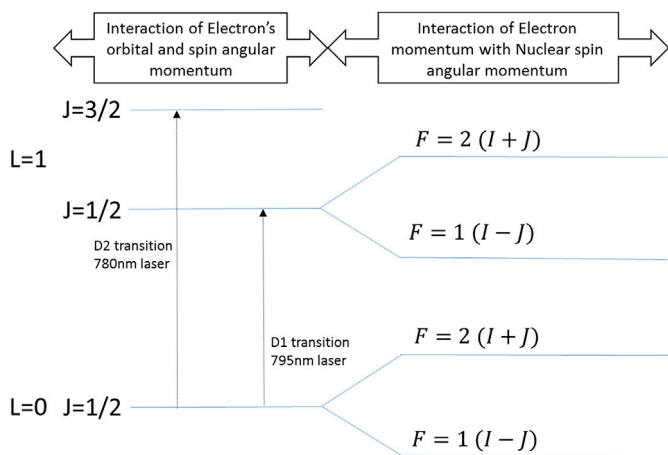 Interaction of Electron's
orbital and spin angular
momentum
Interaction of Electron
momentum with Nuclear spin
angular momentum
J=3/2
L=1
F = 2 (I + J)
J=1/2
F = 1 (I − J)
D2 transition
780nm laser
D1 transition
795nm laser
F = 2 (I + J)
L=0 J=1/2
F = 1 (I − J)